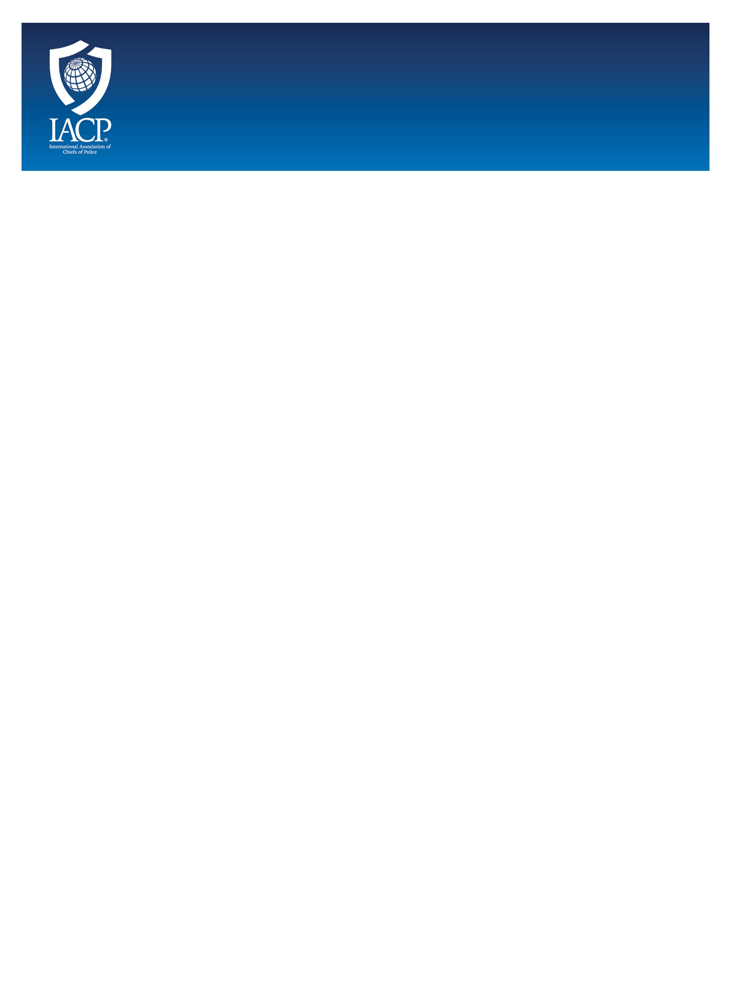 IACP®
International Association of
Chiefs of Police